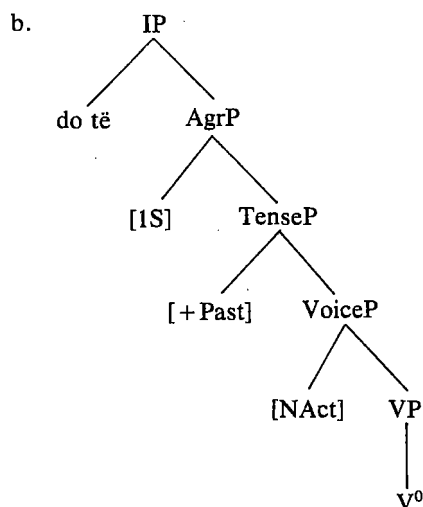 b. IP
do të AgrP
[1S] TenseP
[+Past] VoiceP
[NAct] VP
V⁰